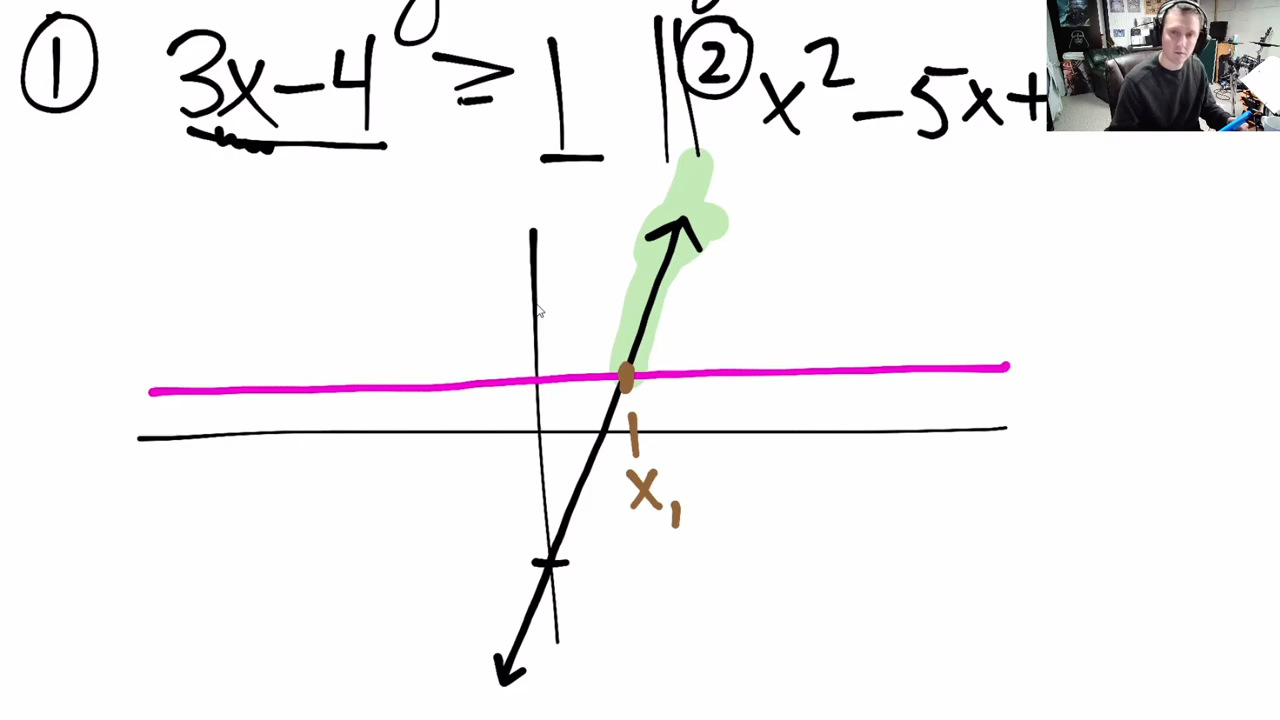 ① 3x-4 ≥ 1 ② x² - 5x +
x₁